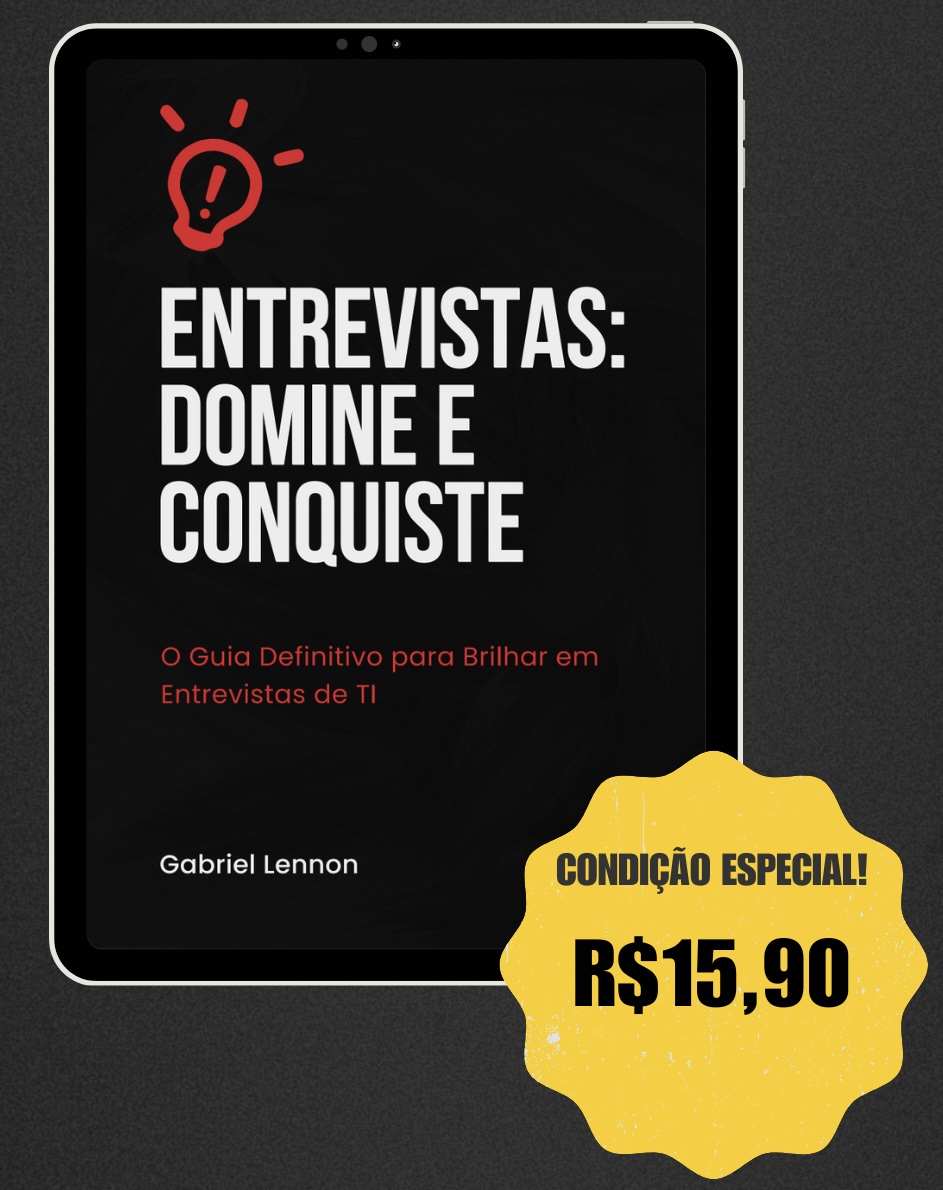 ENTREVISTAS:
DOMINE E
CONQUISTE
O Guia Definitivo para Brilhar em
Entrevistas de TI
Gabriel Lennon
CONDIÇÃO ESPECIAL!
R$15,90